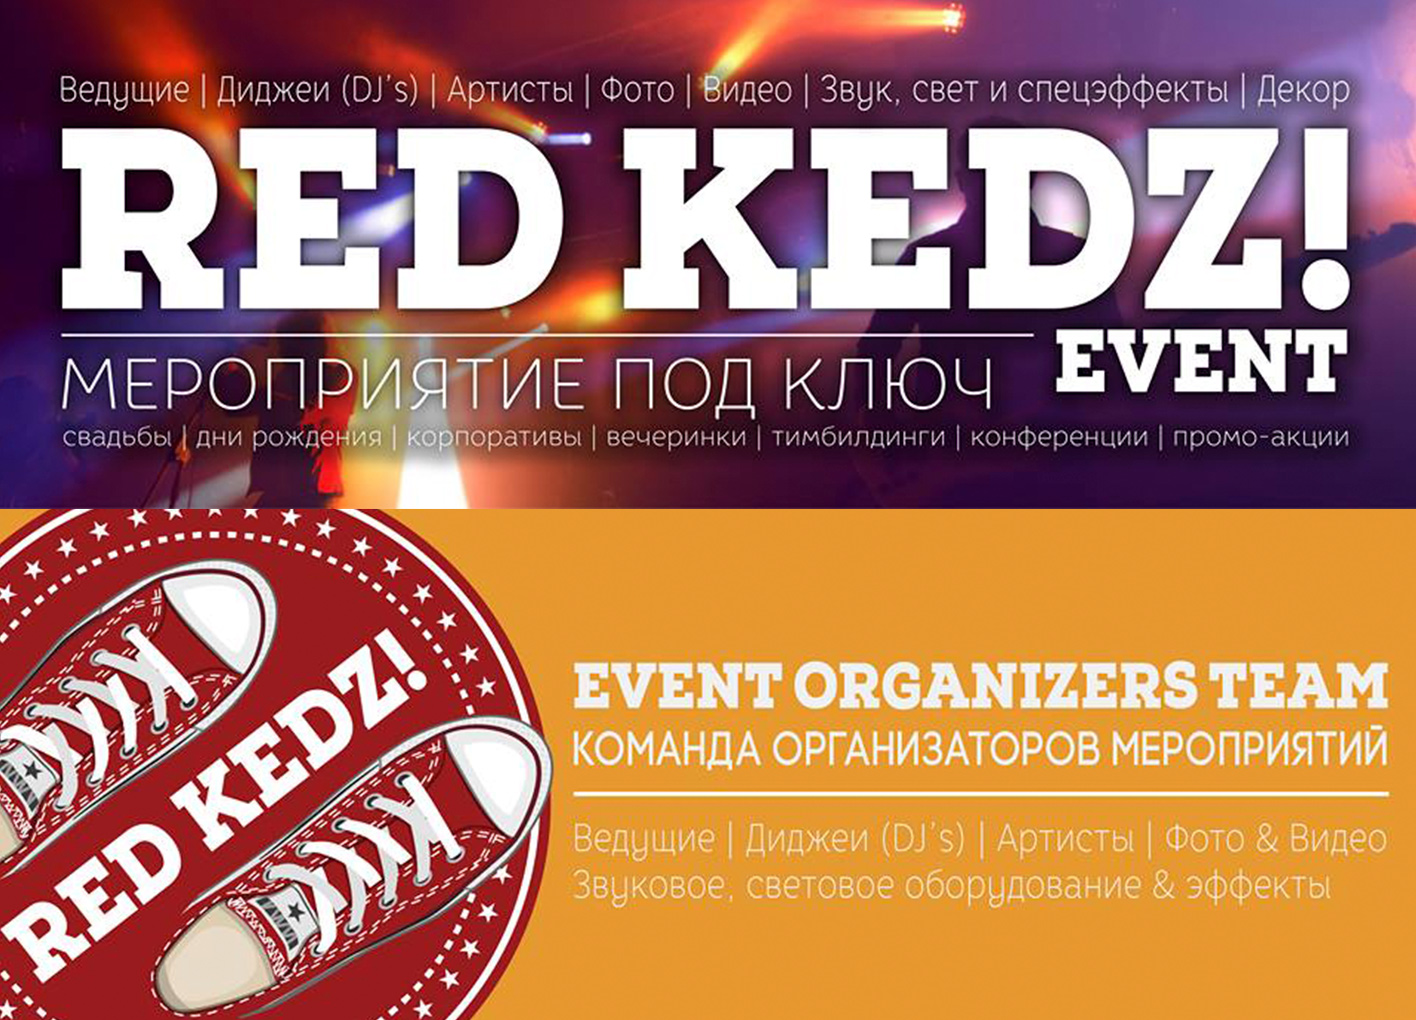 Ведущие | Диджеи (DJ's) | Артисты | Фото | Видео | Звук, свет и спецэффекты | Декор
RED KEDZ!
EVENT
МЕРОПРИЯТИЕ ПОД КЛЮЧ
свадьбы | дни рождения | корпоративы | вечеринки | тимбилдинги | конференции | промо-акции
RED KEDZ!
EVENT ORGANIZERS TEAM
КОМАНДА ОРГАНИЗАТОРОВ МЕРОПРИЯТИЙ
Ведущие | Диджеи (DJ's) | Артисты | Фото & Видео
Звуковое, световое оборудование & эффекты